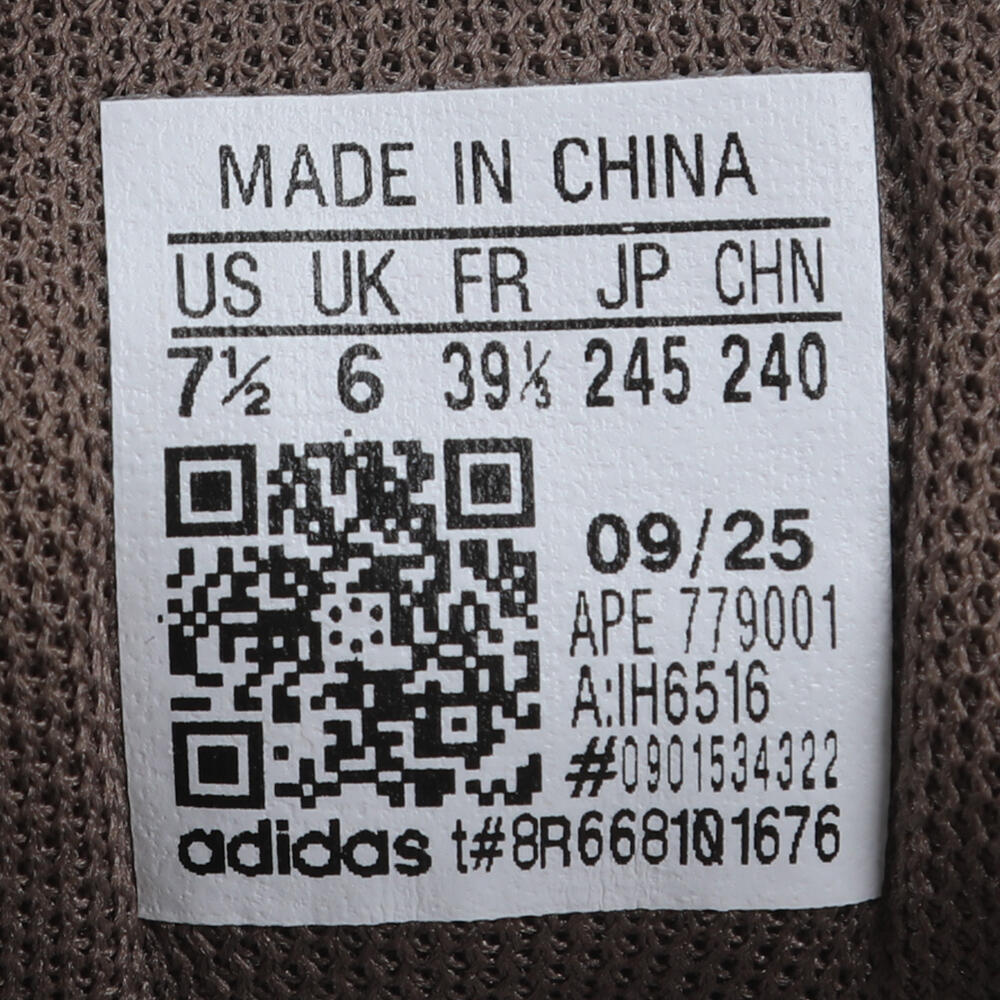 MADE IN CHINA
US UK FR JP CHN
7½ 6 39⅓ 245 240
09/25
APE 779001
A:IH6516
#0901534322
adidas t#8R6681Q1676